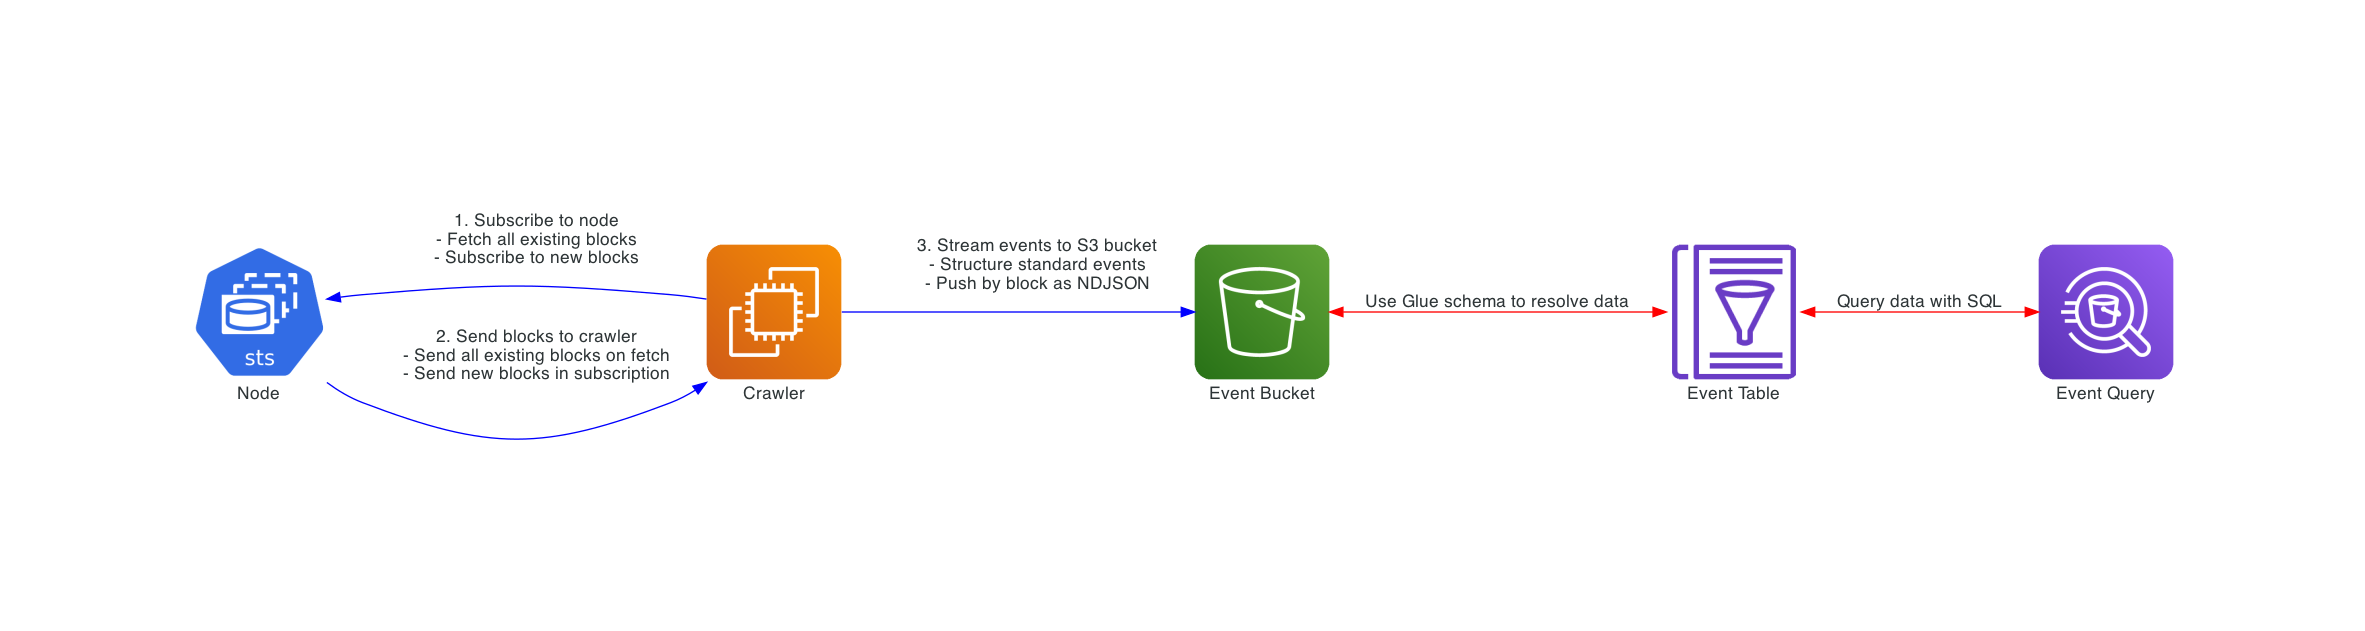 1. Subscribe to node
- Fetch all existing blocks
- Subscribe to new blocks
2. Send blocks to crawler
- Send all existing blocks on fetch
- Send new blocks in subscription
sts
Node
Crawler
3. Stream events to S3 bucket
- Structure standard events
- Push by block as NDJSON
Event Bucket
Use Glue schema to resolve data
Event Table
Query data with SQL
Event Query